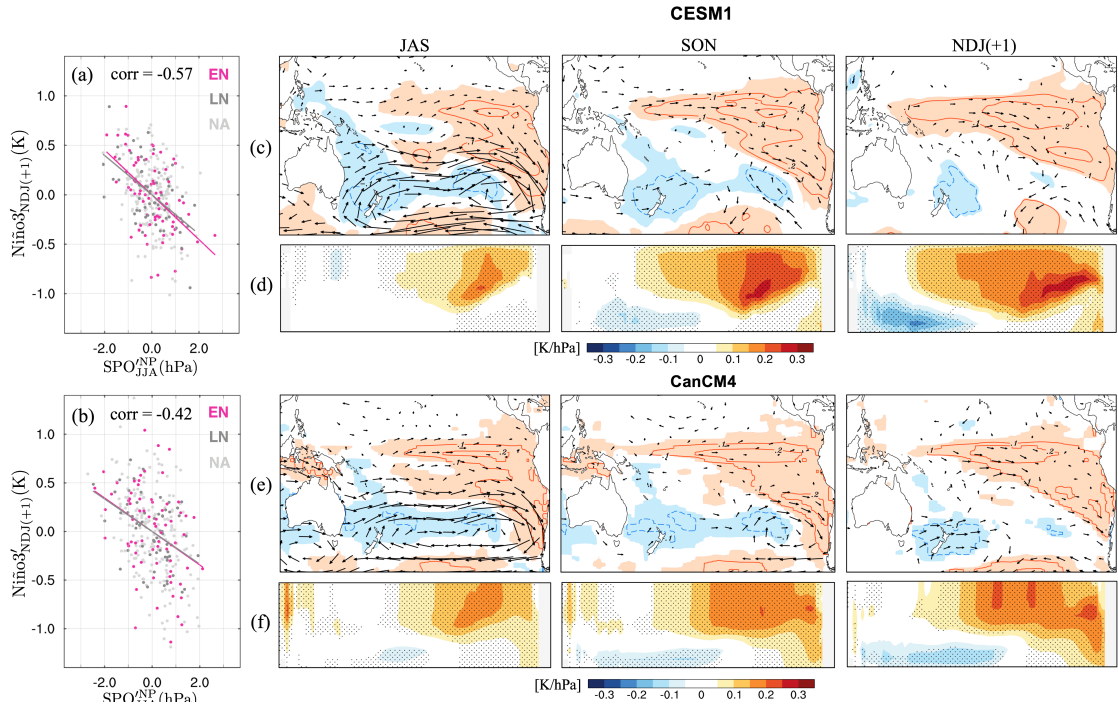 CESM1
JAS SON NDJ(+1)
(a) corr = -0.57 EN
LN
NA
1.0
0.5
0.0
-0.5
-1.0
Niño3′NDJ(+1) (K)
-2.0 0.0 2.0
SPO′NP JJA (hPa)
(c)
(d)
[K/hPa] -0.3 -0.2 -0.1 0 0.1 0.2 0.3
CanCM4
(b) corr = -0.42 EN
LN
NA
1.0
0.5
0.0
-0.5
-1.0
Niño3′NDJ(+1) (K)
-2.0 0.0 2.0
SPO′NP JJA (hPa)
(e)
(f)
[K/hPa] -0.3 -0.2 -0.1 0 0.1 0.2 0.3